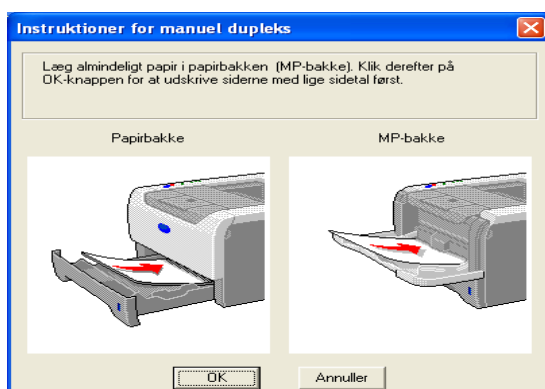 Instruktioner for manuel dupleks
Læg almindeligt papir i papirbakken (MP-bakke). Klik derefter på
OK-knappen for at udskrive siderne med lige sidetal først.
Papirbakke
MP-bakke
OK
Annuller